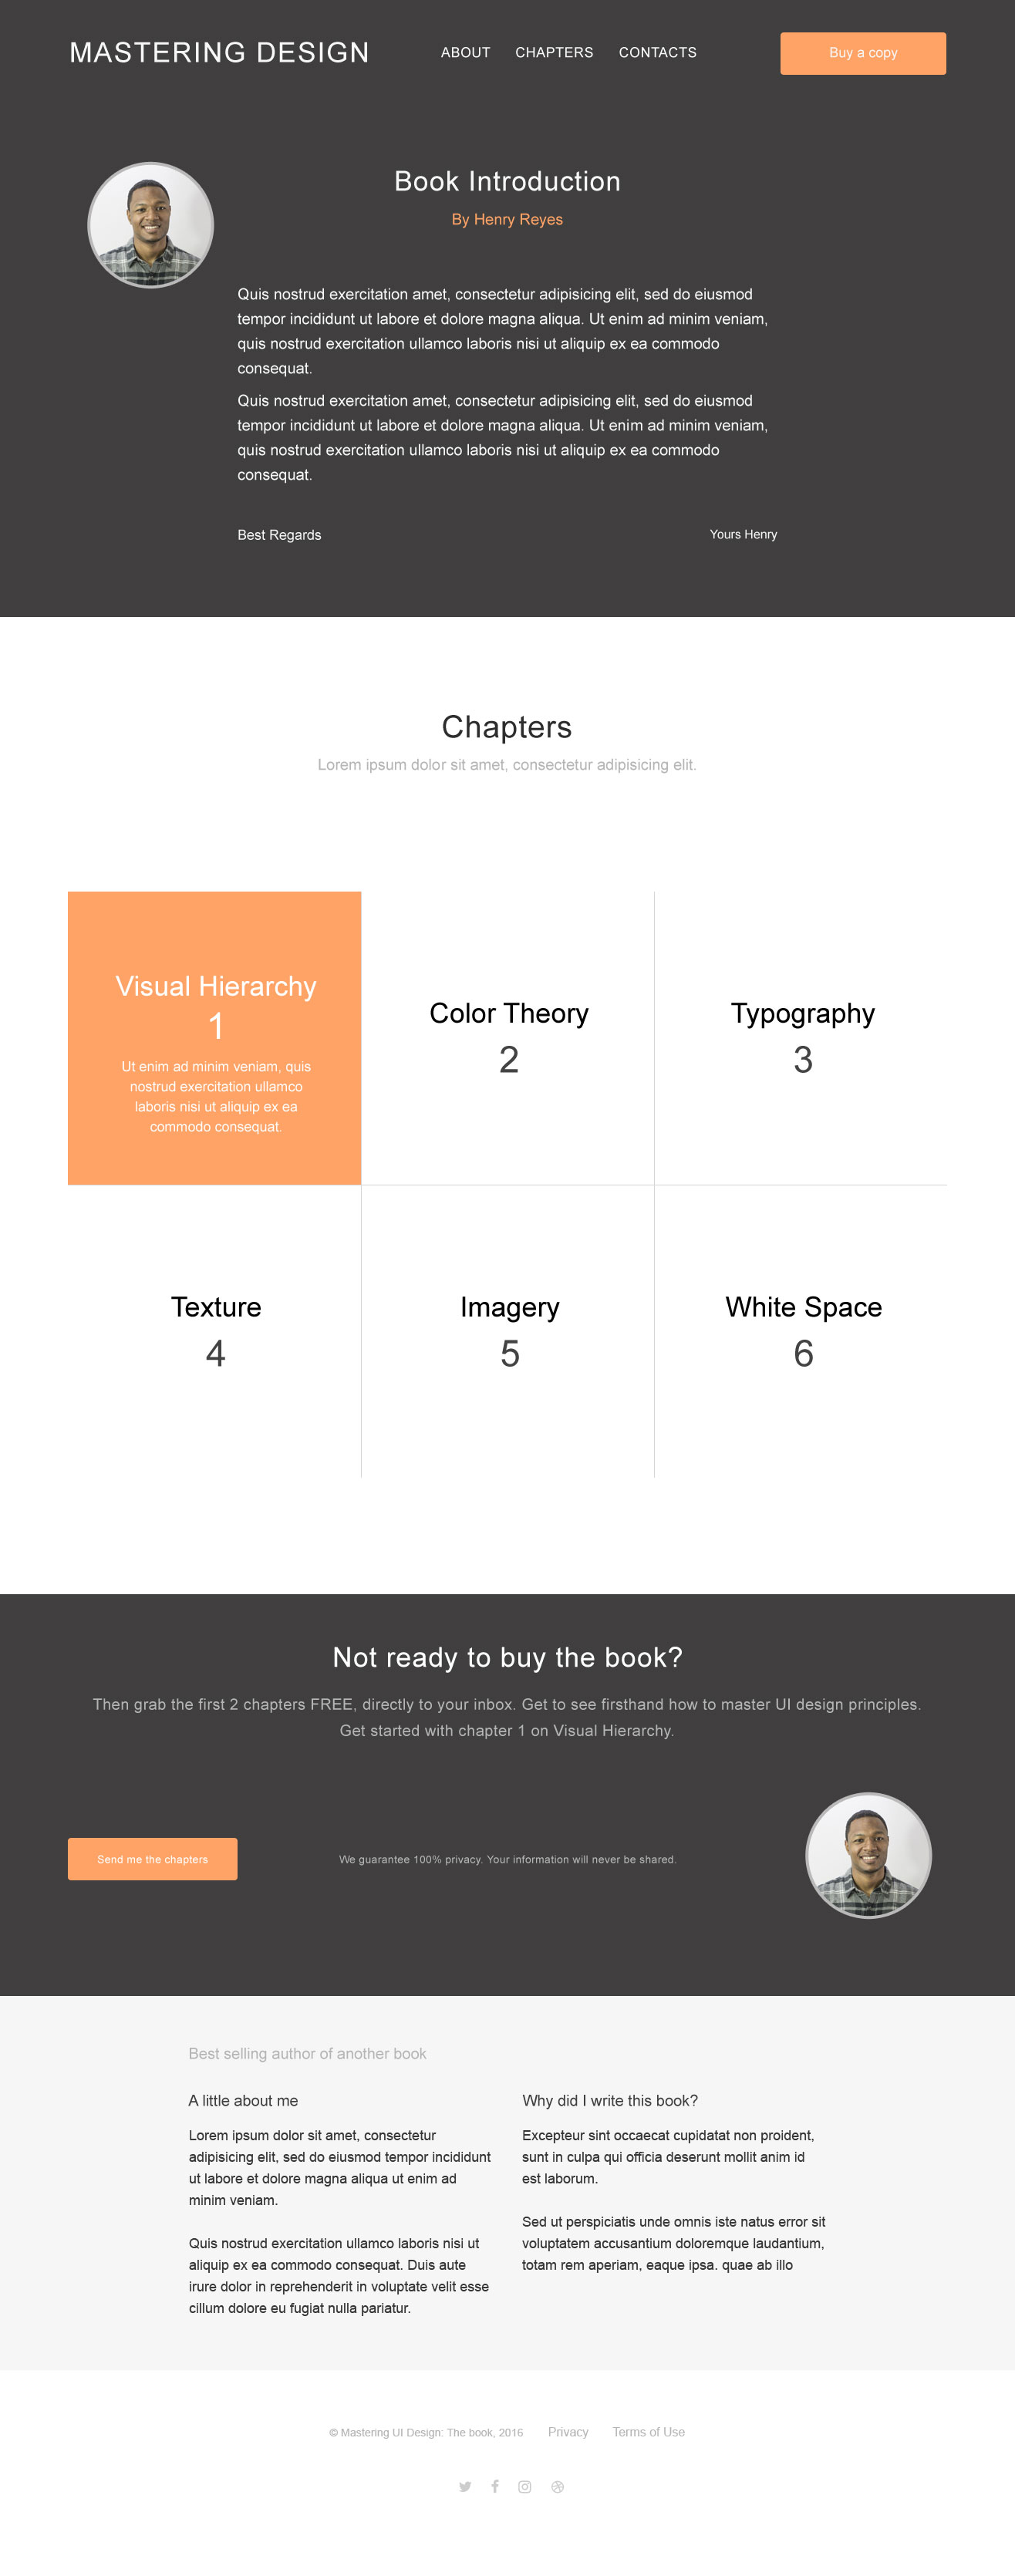 MASTERING DESIGN
ABOUT CHAPTERS CONTACTS
Buy a copy
Book Introduction
By Henry Reyes
Quis nostrud exercitation amet, consectetur adipisicing elit, sed do eiusmod
tempor incididunt ut labore et dolore magna aliqua. Ut enim ad minim veniam,
quis nostrud exercitation ullamco laboris nisi ut aliquip ex ea commodo
consequat.
Quis nostrud exercitation amet, consectetur adipisicing elit, sed do eiusmod
tempor incididunt ut labore et dolore magna aliqua. Ut enim ad minim veniam,
quis nostrud exercitation ullamco laboris nisi ut aliquip ex ea commodo
consequat.
Best Regards
Yours Henry
Chapters
Lorem ipsum dolor sit amet, consectetur adipisicing elit.
Visual Hierarchy
1
Ut enim ad minim veniam, quis
nostrud exercitation ullamco
laboris nisi ut aliquip ex ea
commodo consequat.
Color Theory
2
Typography
3
Texture
4
Imagery
5
White Space
6
Not ready to buy the book?
Then grab the first 2 chapters FREE, directly to your inbox. Get to see firsthand how to master UI design principles.
Get started with chapter 1 on Visual Hierarchy.
Send me the chapters
We guarantee 100% privacy. Your information will never be shared.
Best selling author of another book
A little about me
Lorem ipsum dolor sit amet, consectetur
adipisicing elit, sed do eiusmod tempor incididunt
ut labore et dolore magna aliqua ut enim ad
minim veniam.
Quis nostrud exercitation ullamco laboris nisi ut
aliquip ex ea commodo consequat. Duis aute
irure dolor in reprehenderit in voluptate velit esse
cillum dolore eu fugiat nulla pariatur.
Why did I write this book?
Excepteur sint occaecat cupidatat non proident,
sunt in culpa qui officia deserunt mollit anim id
est laborum.
Sed ut perspiciatis unde omnis iste natus error sit
voluptatem accusantium doloremque laudantium,
totam rem aperiam, eaque ipsa. quae ab illo
© Mastering UI Design: The book, 2016
Privacy
Terms of Use